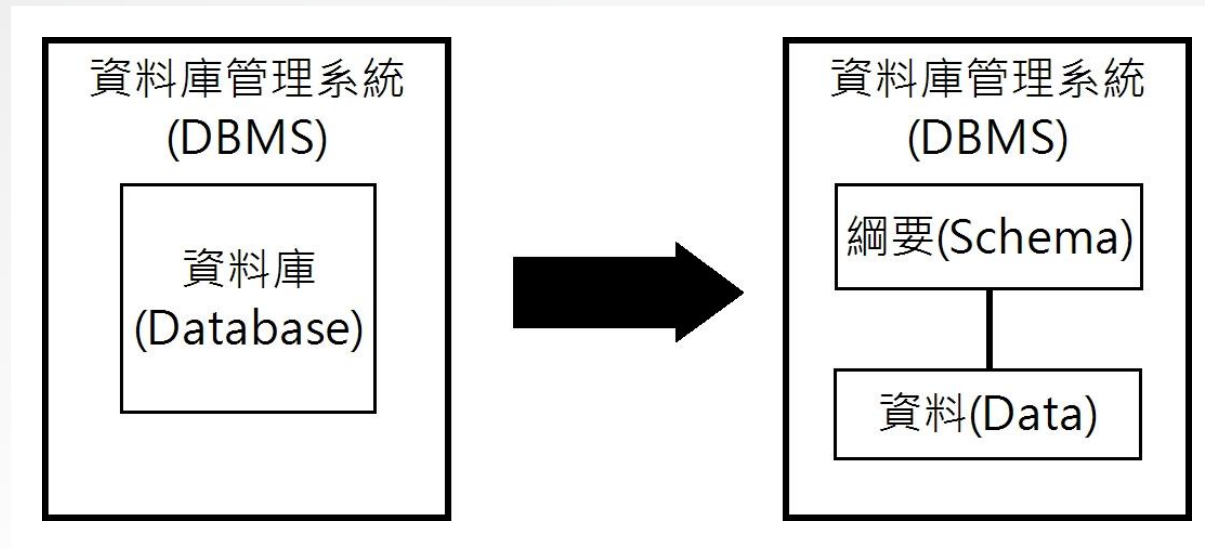 資料庫管理系統
(DBMS)
資料庫
(Database)
資料庫管理系統
(DBMS)
綱要(Schema)
資料(Data)